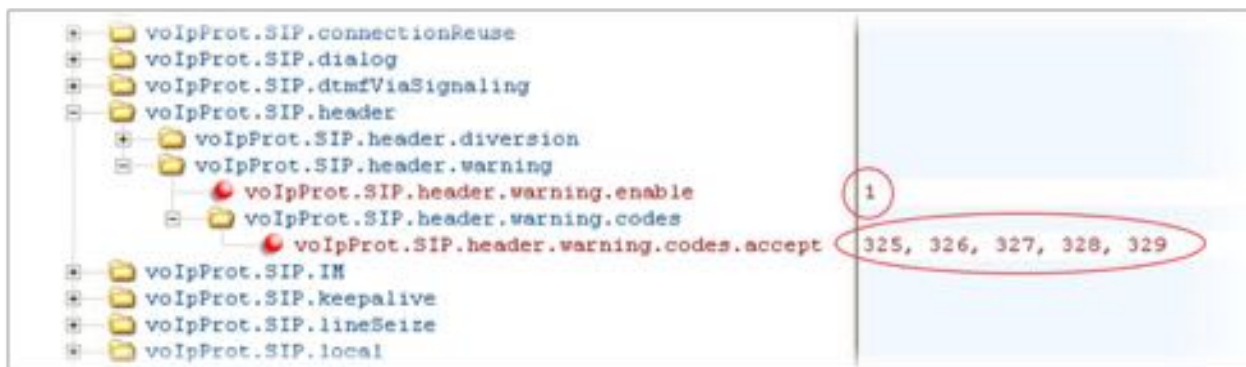 voIpProt.SIP.connectionReuse
voIpProt.SIP.dialog
voIpProt.SIP.dtmfViaSignaling
voIpProt.SIP.header
voIpProt.SIP.header.diversion
voIpProt.SIP.header.warning
voIpProt.SIP.header.warning.enable 1
voIpProt.SIP.header.warning.codes
voIpProt.SIP.header.warning.codes.accept 325, 326, 327, 328, 329
voIpProt.SIP.IM
voIpProt.SIP.keepalive
voIpProt.SIP.lineSeize
voIpProt.SIP.local